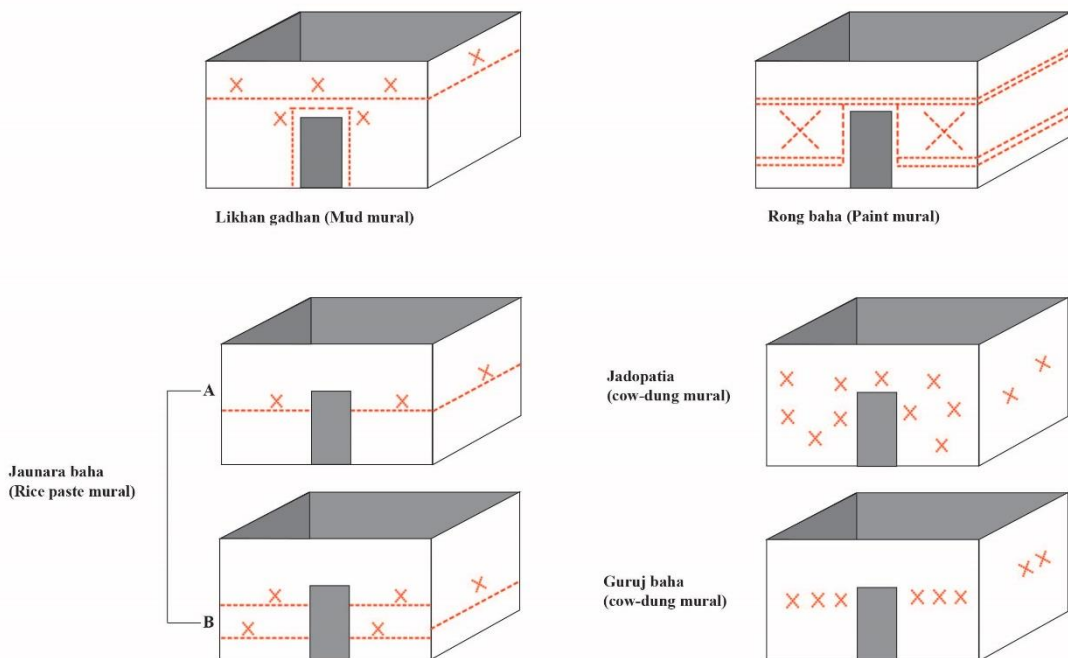 Likhan gadhan (Mud mural)
Rong baha (Paint mural)
Jaunara baha
(Rice paste mural)
A
B
Jadopatia
(cow-dung mural)
Guruj baha
(cow-dung mural)